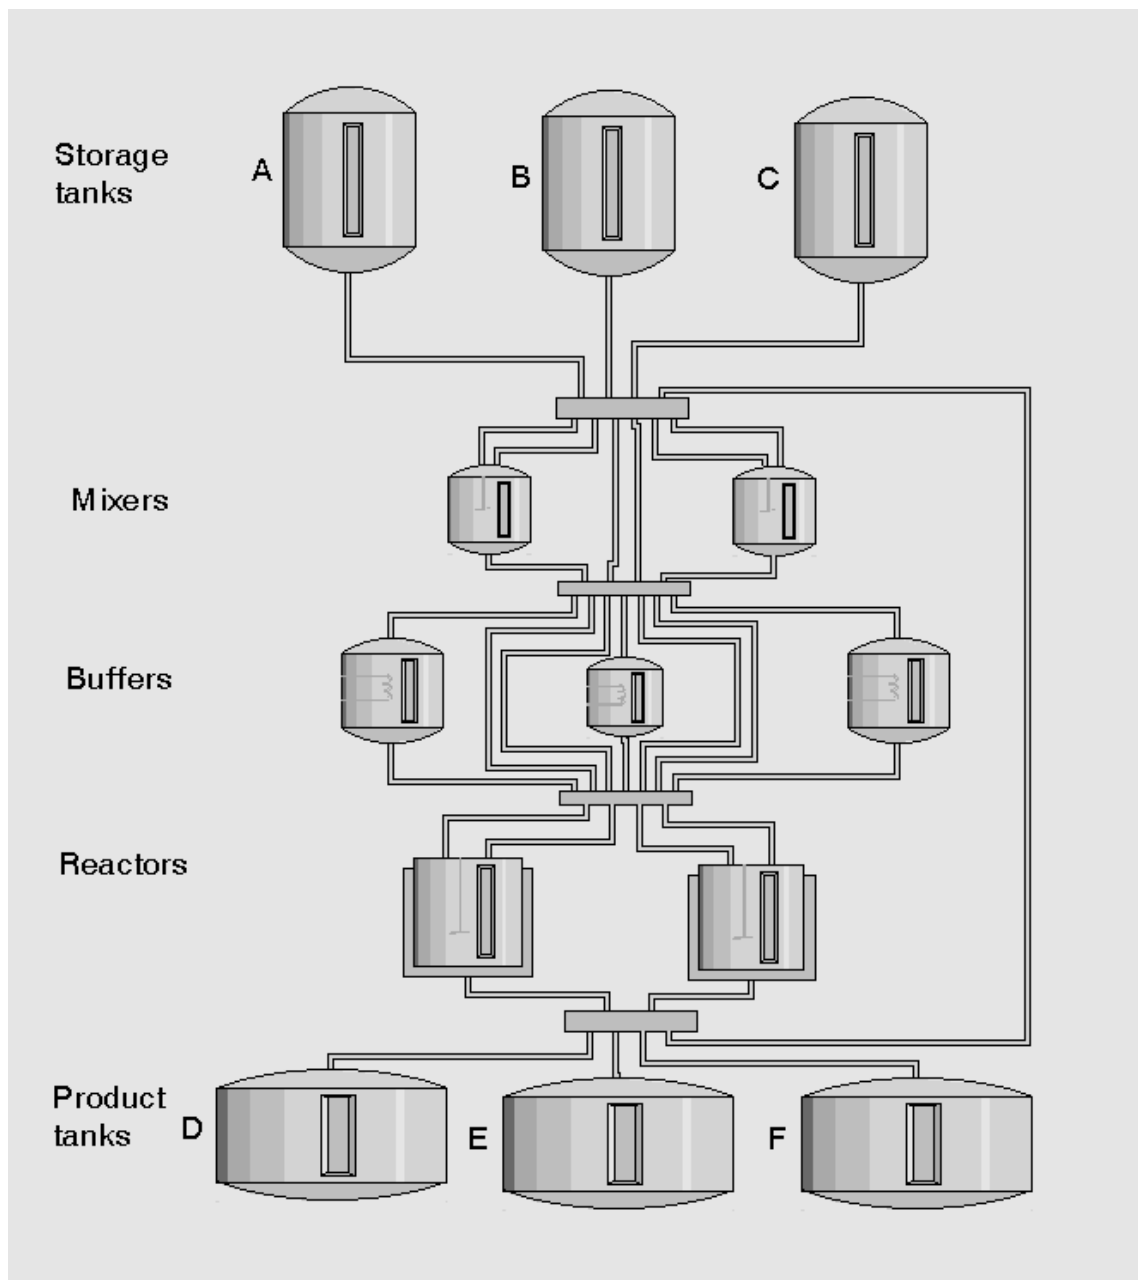 Storage
tanks
A
B
C
Mixers
Buffers
Reactors
Product
tanks
D
E
F